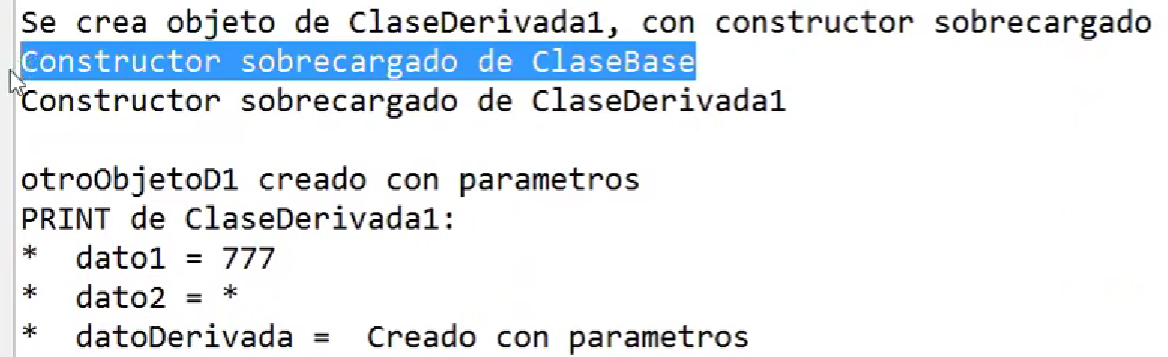 Se crea objeto de ClaseDerivada1, con constructor sobrecargado
Constructor sobrecargado de ClaseBase
Constructor sobrecargado de ClaseDerivada1
otroObjetoD1 creado con parametros
PRINT de ClaseDerivada1:
*  dato1 = 777
*  dato2 = *
*  datoDerivada =  Creado con parametros